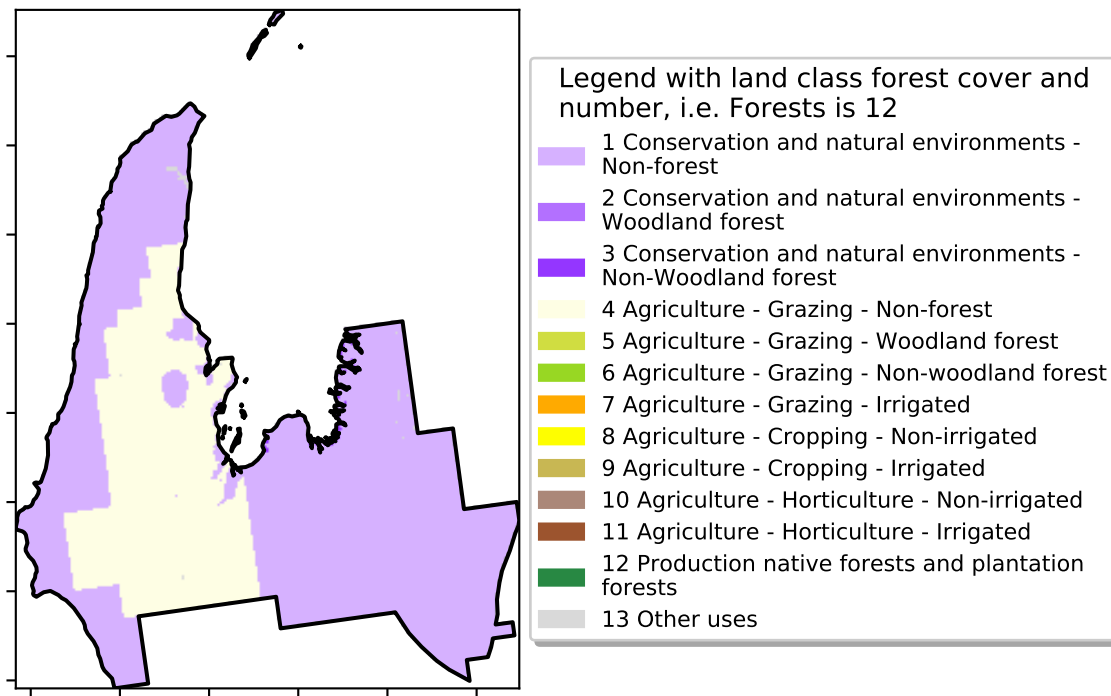 Legend with land class forest cover and
number, i.e. Forests is 12
1 Conservation and natural environments -
Non-forest
2 Conservation and natural environments -
Woodland forest
3 Conservation and natural environments -
Non-Woodland forest
4 Agriculture - Grazing - Non-forest
5 Agriculture - Grazing - Woodland forest
6 Agriculture - Grazing - Non-woodland forest
7 Agriculture - Grazing - Irrigated
8 Agriculture - Cropping - Non-irrigated
9 Agriculture - Cropping - Irrigated
10 Agriculture - Horticulture - Non-irrigated
11 Agriculture - Horticulture - Irrigated
12 Production native forests and plantation
forests
13 Other uses